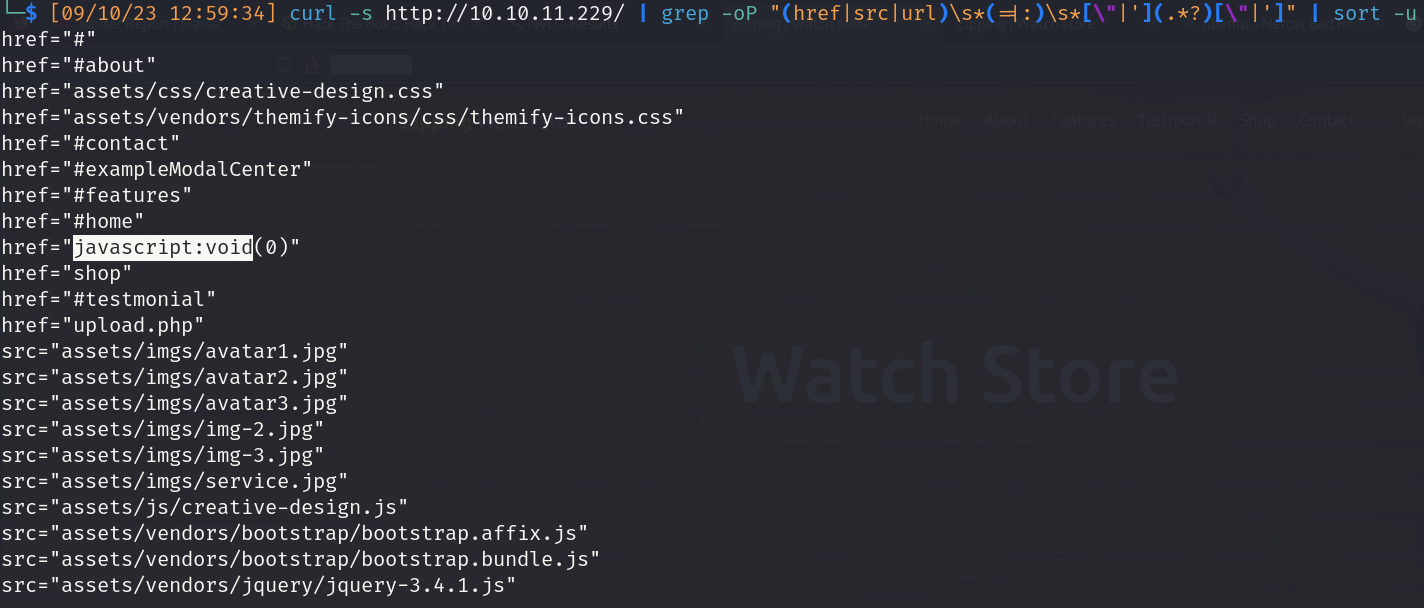 └─$ [09/10/23 12:59:34] curl -s http://10.10.11.229/ | grep -oP "(href|src|url)\s*(=|:)\s*[\"|'](.*?)[\"|']" | sort -u
href="#"
href="#about"
href="assets/css/creative-design.css"
href="assets/vendors/themify-icons/css/themify-icons.css"
Home About Features Testmonial Shop Contact
href="#contact"
href="#exampleModalCenter"
href="#features"
href="#home"
href="javascript:void(0)"
href="shop"
href="#testmonial"
href="upload.php"
src="assets/imgs/avatar1.jpg"
Watch Store
src="assets/imgs/avatar2.jpg"
src="assets/imgs/avatar3.jpg"
src="assets/imgs/img-2.jpg"
src="assets/imgs/img-3.jpg"
src="assets/imgs/service.jpg"
src="assets/js/creative-design.js"
src="assets/vendors/bootstrap/bootstrap.affix.js"
src="assets/vendors/bootstrap/bootstrap.bundle.js"
src="assets/vendors/jquery/jquery-3.4.1.js"